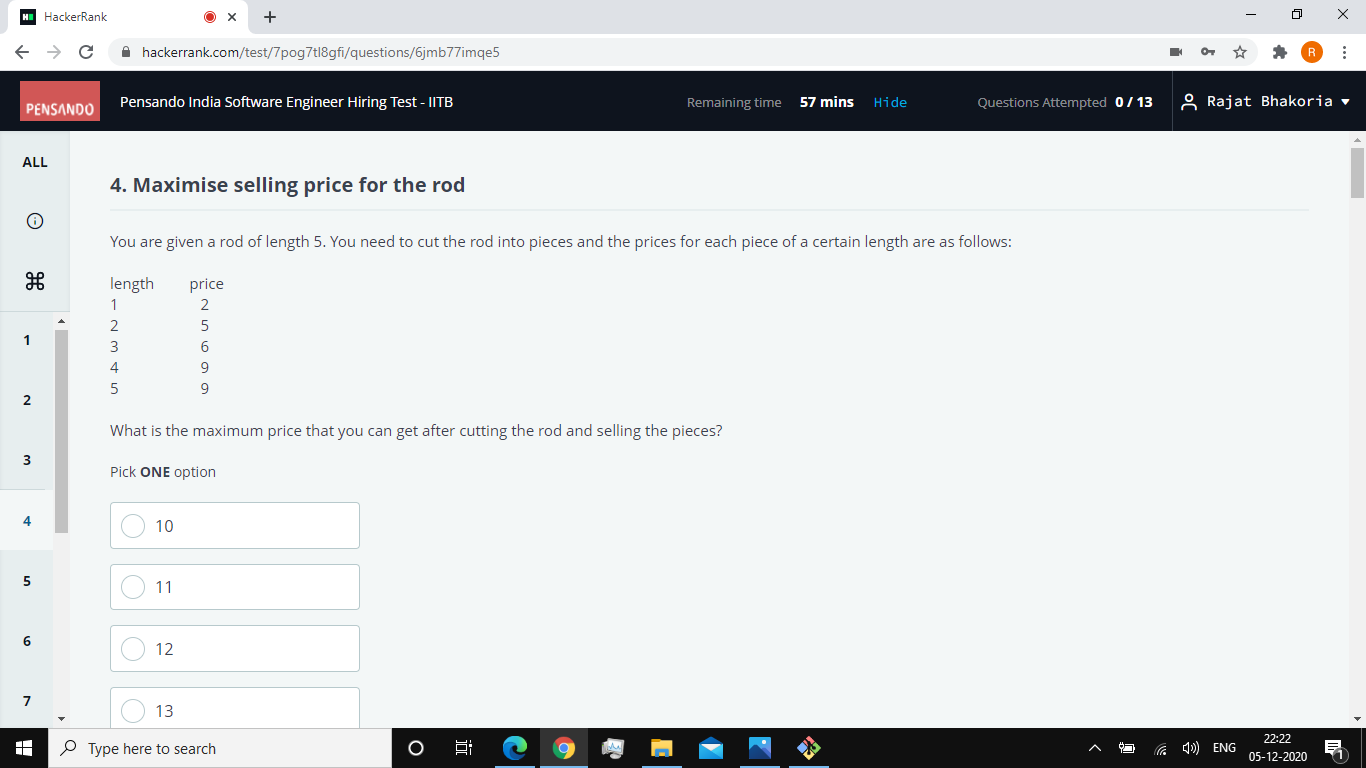 HackerRank
hackerrank.com/test/7pog7tl8gfi/questions/6jmb77imqe5
R
PENSANDO
Pensando India Software Engineer Hiring Test - IITB
Remaining time 57 mins Hide
Questions Attempted 0 / 13
Rajat Bhakoria
ALL
1
2
3
4
5
6
7
4. Maximise selling price for the rod
You are given a rod of length 5. You need to cut the rod into pieces and the prices for each piece of a certain length are as follows:
length price
1 2
2 5
3 6
4 9
5 9
What is the maximum price that you can get after cutting the rod and selling the pieces?
Pick ONE option
10
11
12
13
Type here to search
ENG
22:22
05-12-2020
1